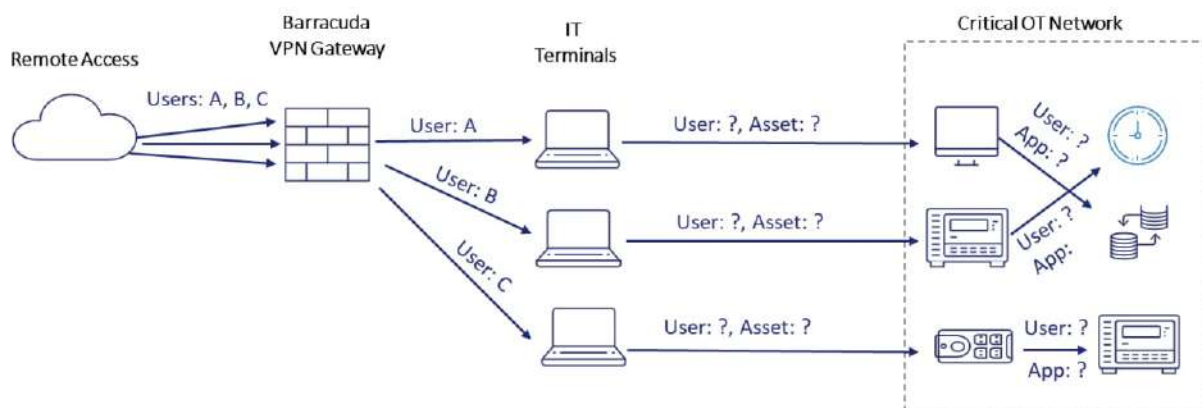 Remote Access
Barracuda
VPN Gateway
IT
Terminals
Critical OT Network
Users: A, B, C
User: A
User: B
User: C
User: ?, Asset: ?
User: ?, Asset: ?
User: ?, Asset: ?
User: ?
App: ?
User: ?
App:
User: ?
App: ?